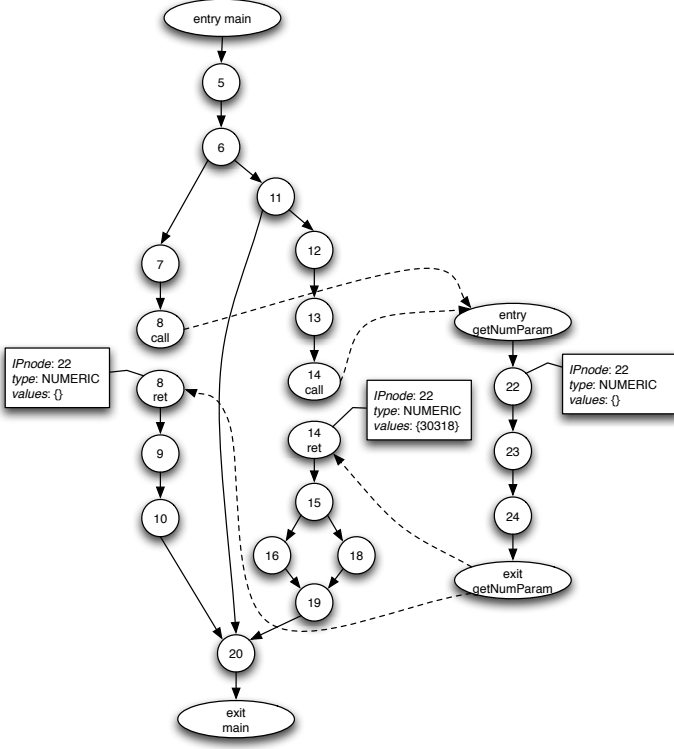 entry main
5
6
11
7
12
8
call
13
entry
getNumParam
14
call
IPnode: 22
type: NUMERIC
values: {}
8
ret
IPnode: 22
type: NUMERIC
values: {30318}
22
IPnode: 22
type: NUMERIC
values: {}
14
ret
9
23
15
10
24
16
18
exit
getNumParam
19
20
exit
main